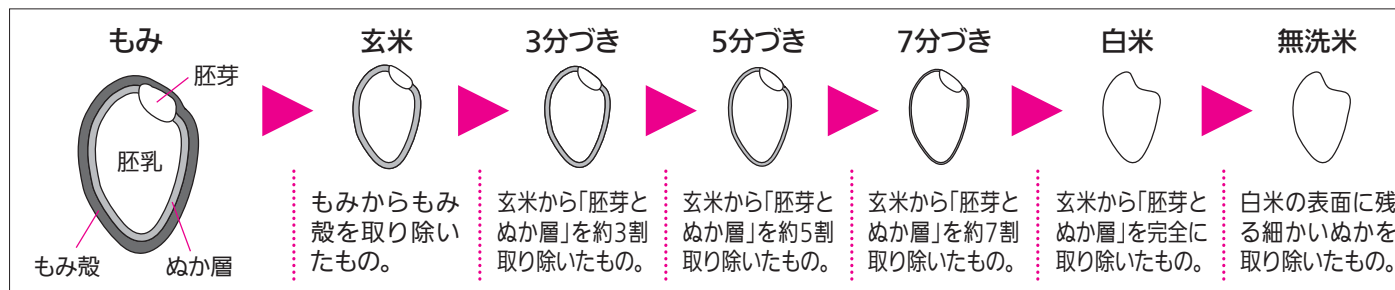 もみ
胚芽
胚乳
もみ殻
ぬか層
玄米
もみからもみ
殻を取り除い
たもの。
3分づき
玄米から「胚芽と
ぬか層」を約3割
取り除いたもの。
5分づき
玄米から「胚芽と
ぬか層」を約5割
取り除いたもの。
7分づき
玄米から「胚芽と
ぬか層」を約7割
取り除いたもの。
白米
玄米から「胚芽と
ぬか層」を完全に
取り除いたもの。
無洗米
白米の表面に残
る細かいぬかを
取り除いたもの。